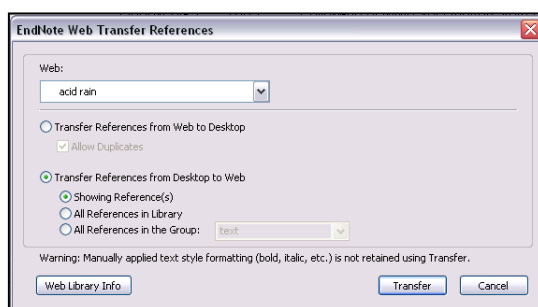 EndNote Web Transfer References
Web:
acid rain
Transfer References from Web to Desktop
Allow Duplicates
Transfer References from Desktop to Web
Showing Reference(s)
All References in Library
All References in the Group: text
Warning: Manually applied text style formatting (bold, italic, etc.) is not retained using Transfer.
Web Library Info Transfer Cancel